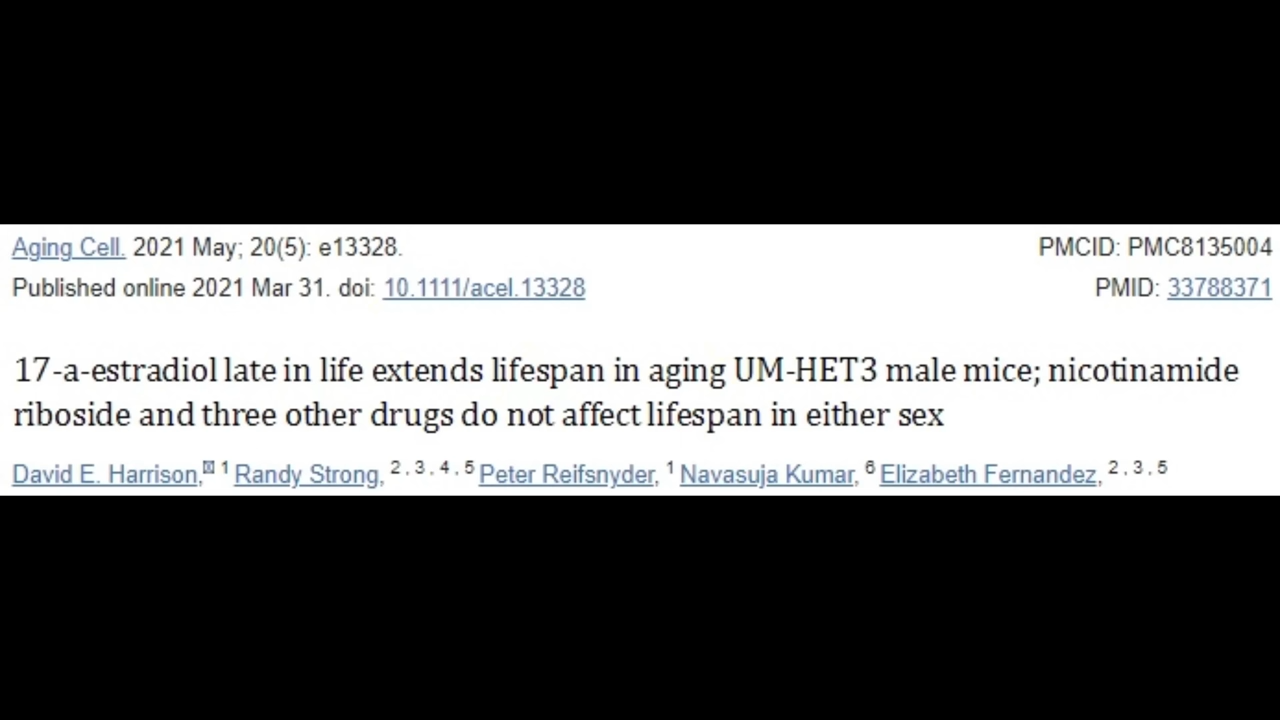 Aging Cell. 2021 May; 20(5): e13328. PMCID: PMC8135004
Published online 2021 Mar 31. doi: 10.1111/acel.13328 PMID: 33788371
17-a-estradiol late in life extends lifespan in aging UM-HET3 male mice; nicotinamide
riboside and three other drugs do not affect lifespan in either sex
David E. Harrison,✉ 1 Randy Strong, 2, 3, 4, 5 Peter Reifsnyder, 1 Navasuja Kumar, 6 Elizabeth Fernandez, 2, 3, 5